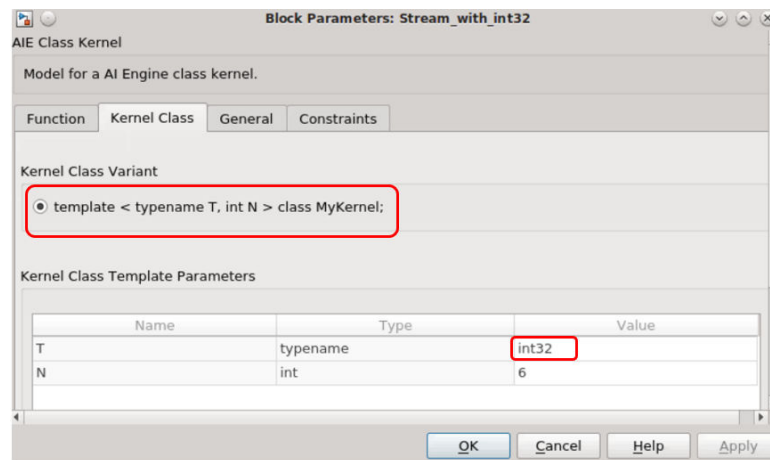 Block Parameters: Stream_with_int32
AIE Class Kernel
Model for a AI Engine class kernel.
Function Kernel Class General Constraints
Kernel Class Variant
template < typename T, int N > class MyKernel;
Kernel Class Template Parameters
Name Type Value
T typename int32
N int 6
OK Cancel Help Apply